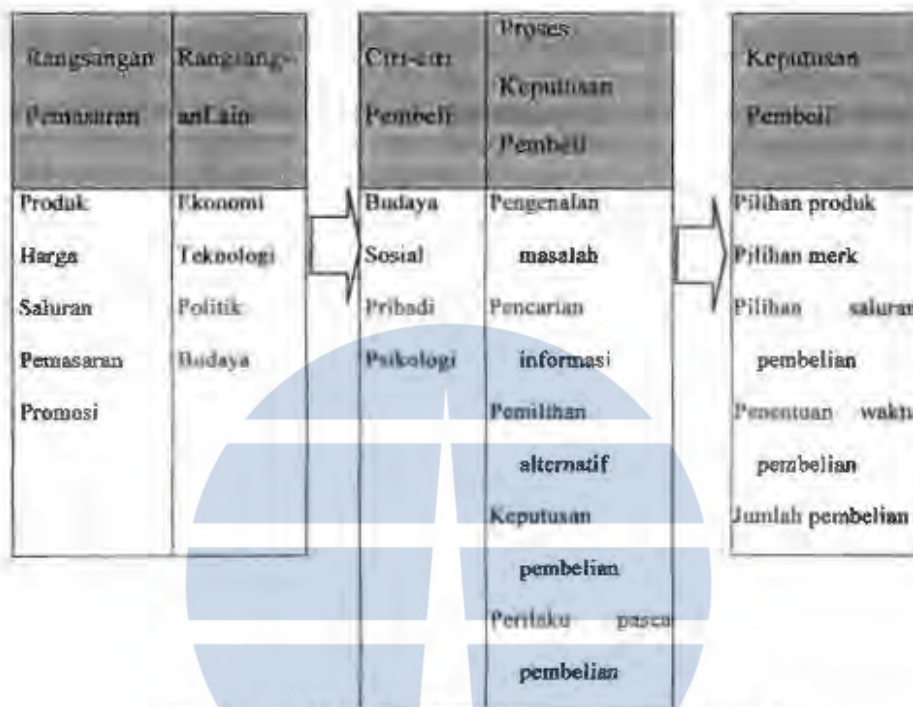 Rangsangan
Pemasaran
Rangsang-
anLain
Ciri-ciri
Pembeli
Proses
Keputusan
Pembeli
Keputusan
Pembeli
Produk
Harga
Saluran
Pemasaran
Promosi
Ekonomi
Teknologi
Politik
Budaya
Budaya
Sosial
Pribadi
Psikologi
Pengenalan
masalah
Pencarian
informasi
Pemilihan
alternatif
Keputusan
pembelian
Perilaku pasca
pembelian
Pilihan produk
Pilihan merk
Pilihan saluran
pembelian
Penentuan waktu
pembelian
Jumlah pembelian